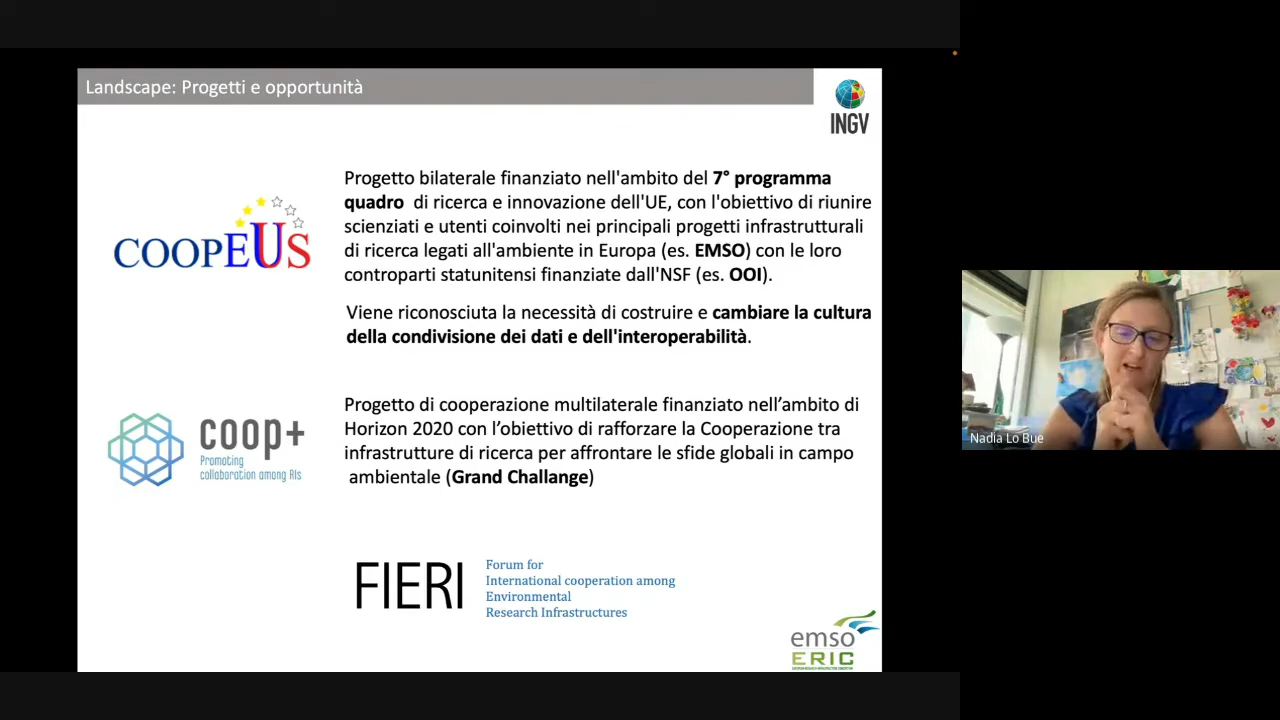 Landscape: Progetti e opportunità
INGV
Progetto bilaterale finanziato nell'ambito del 7° programma
quadro di ricerca e innovazione dell'UE, con l'obiettivo di riunire
scienziati e utenti coinvolti nei principali progetti infrastrutturali
di ricerca legati all'ambiente in Europa (es. EMSO) con le loro
controparti statunitensi finanziate dall'NSF (es. OOI).
COOPEUS
Viene riconosciuta la necessità di costruire e cambiare la cultura
della condivisione dei dati e dell'interoperabilità.
coop+
Promoting
collaboration among RIs
Progetto di cooperazione multilaterale finanziato nell’ambito di
Horizon 2020 con l’obiettivo di rafforzare la Cooperazione tra
infrastrutture di ricerca per affrontare le sfide globali in campo
ambientale (Grand Challange)
FIERI
Forum for
International cooperation among
Environmental
Research Infrastructures
emso
ERIC
Nadia Lo Bue